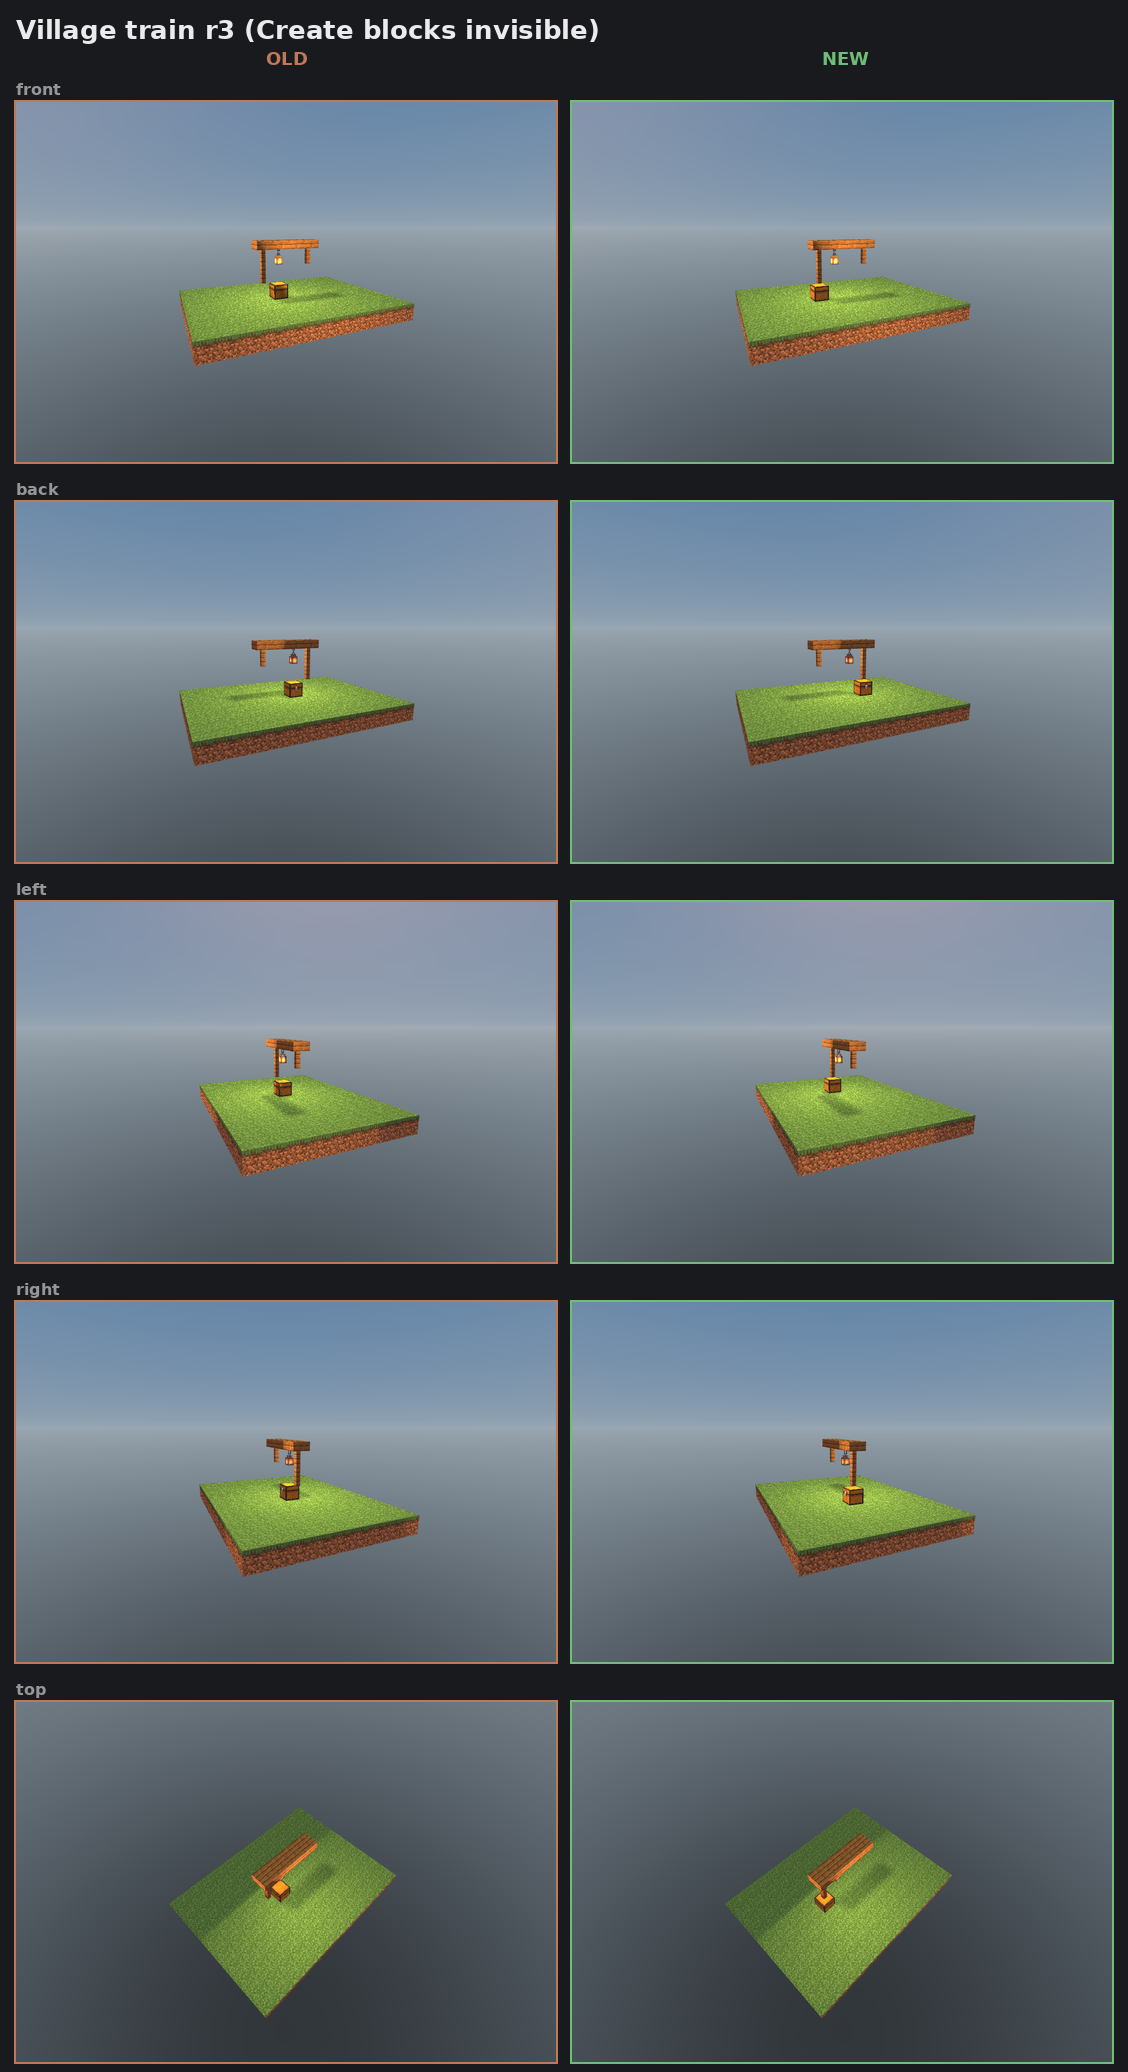 Village train r3 (Create blocks invisible)
OLD
NEW
front
back
left
right
top